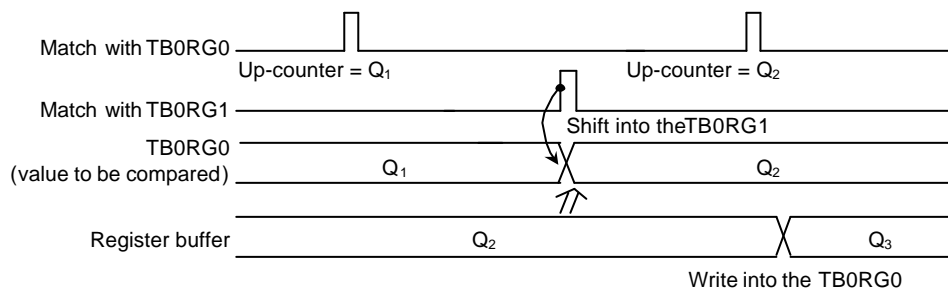 Match with TB0RG0
Up-counter = Q₁
Up-counter = Q₂
Match with TB0RG1
Shift into theTB0RG1
TB0RG0
(value to be compared)
Q₁
Q₂
Register buffer
Q₂
Q₃
Write into the TB0RG0